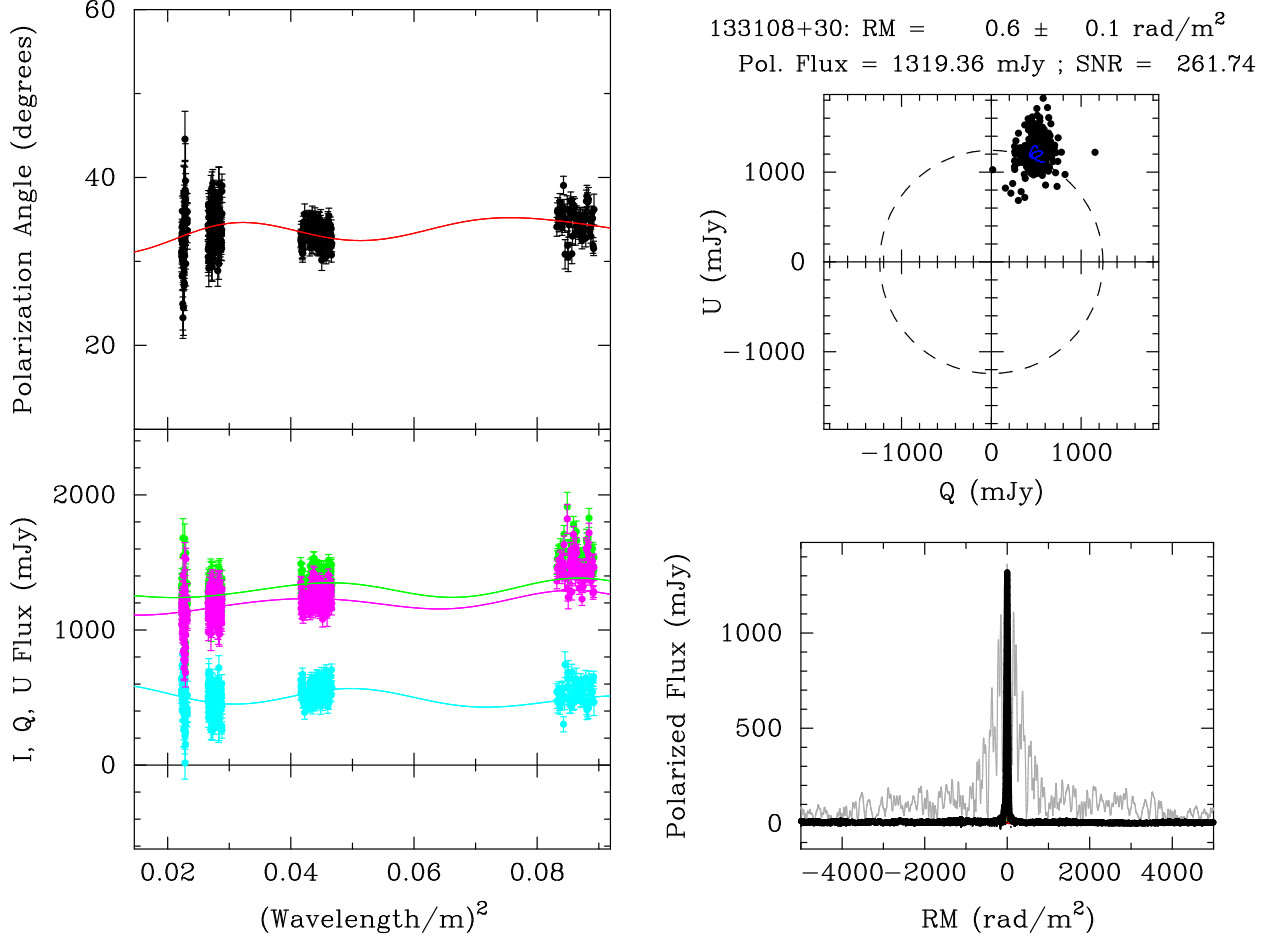 133108+30: RM = 0.6 ± 0.1 rad/m²
Pol. Flux = 1319.36 mJy ; SNR = 261.74
Polarization Angle (degrees)
60
40
20
I, Q, U Flux (mJy)
2000
1000
0
0.02 0.04 0.06 0.08
(Wavelength/m)²
U (mJy)
1000
0
−1000
−1000 0 1000
Q (mJy)
Polarized Flux (mJy)
1000
500
0
−4000 −2000 0 2000 4000
RM (rad/m²)